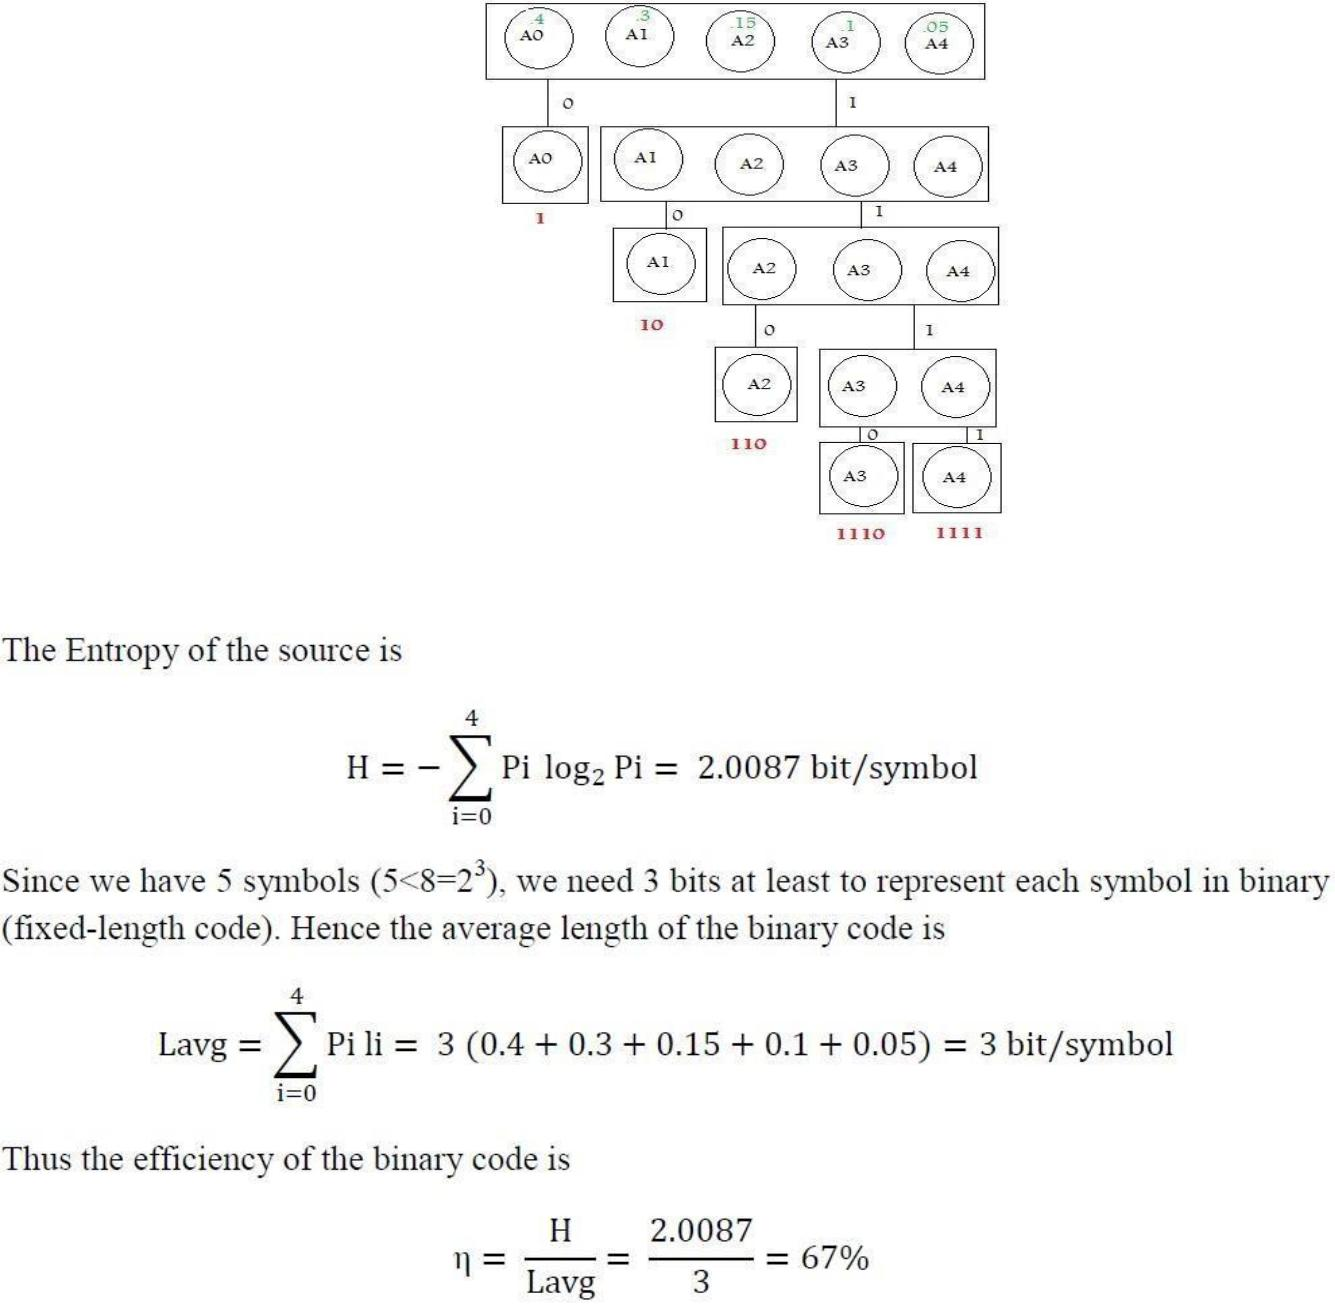 .4 .3 .15 .1 .05
A0 A1 A2 A3 A4
0 1
A0 A1 A2 A3 A4
1 0 1
A1 A2 A3 A4
10 0 1
A2 A3 A4
110 0 1
A3 A4
1110 1111
The Entropy of the source is
H = − ∑_{i=0}^{4} Pi log₂ Pi = 2.0087 bit/symbol
Since we have 5 symbols (5<8=2³), we need 3 bits at least to represent each symbol in binary
(fixed-length code). Hence the average length of the binary code is
Lavg = ∑_{i=0}^{4} Pi li = 3 (0.4 + 0.3 + 0.15 + 0.1 + 0.05) = 3 bit/symbol
Thus the efficiency of the binary code is
η = H/Lavg = 2.0087/3 = 67%